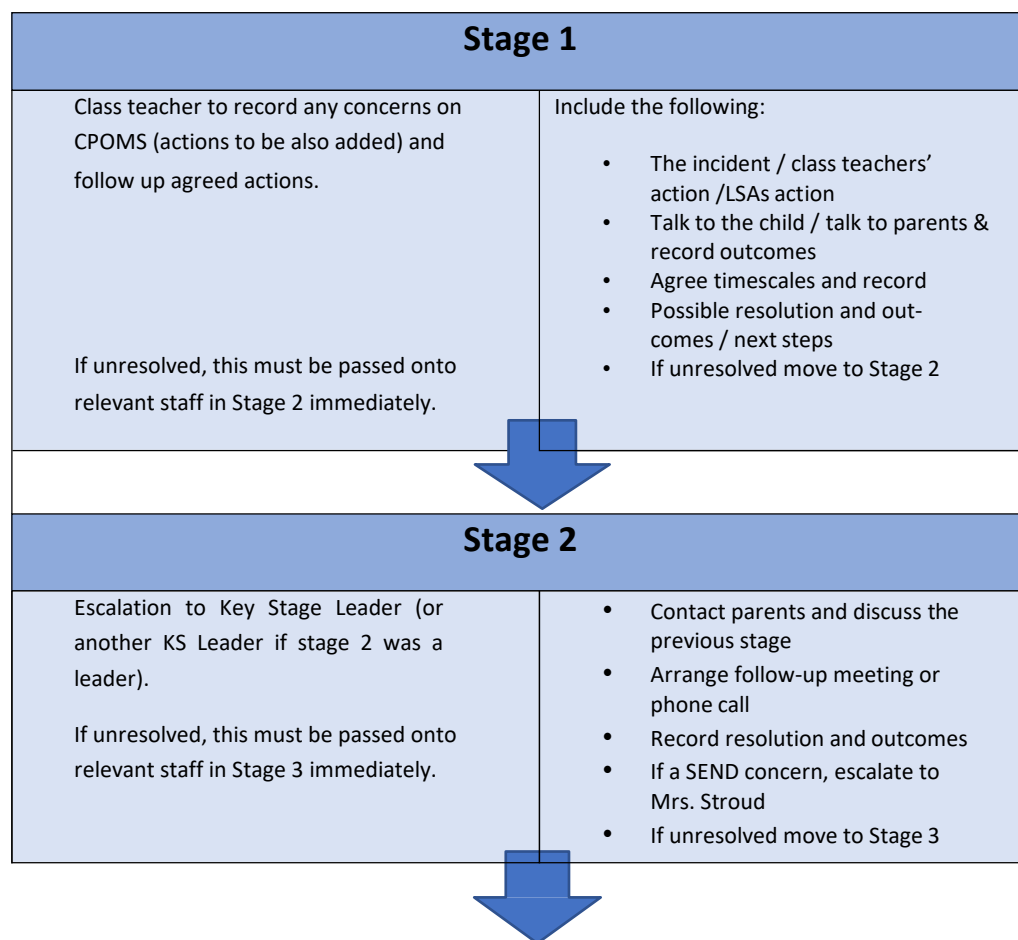 Stage 1
Class teacher to record any concerns on
CPOMS (actions to be also added) and
follow up agreed actions.
If unresolved, this must be passed onto
relevant staff in Stage 2 immediately.
Include the following:
• The incident / class teachers’
action /LSAs action
• Talk to the child / talk to parents &
record outcomes
• Agree timescales and record
• Possible resolution and out-
comes / next steps
• If unresolved move to Stage 2
Stage 2
Escalation to Key Stage Leader (or
another KS Leader if stage 2 was a
leader).
If unresolved, this must be passed onto
relevant staff in Stage 3 immediately.
• Contact parents and discuss the
previous stage
• Arrange follow-up meeting or
phone call
• Record resolution and outcomes
• If a SEND concern, escalate to
Mrs. Stroud
• If unresolved move to Stage 3